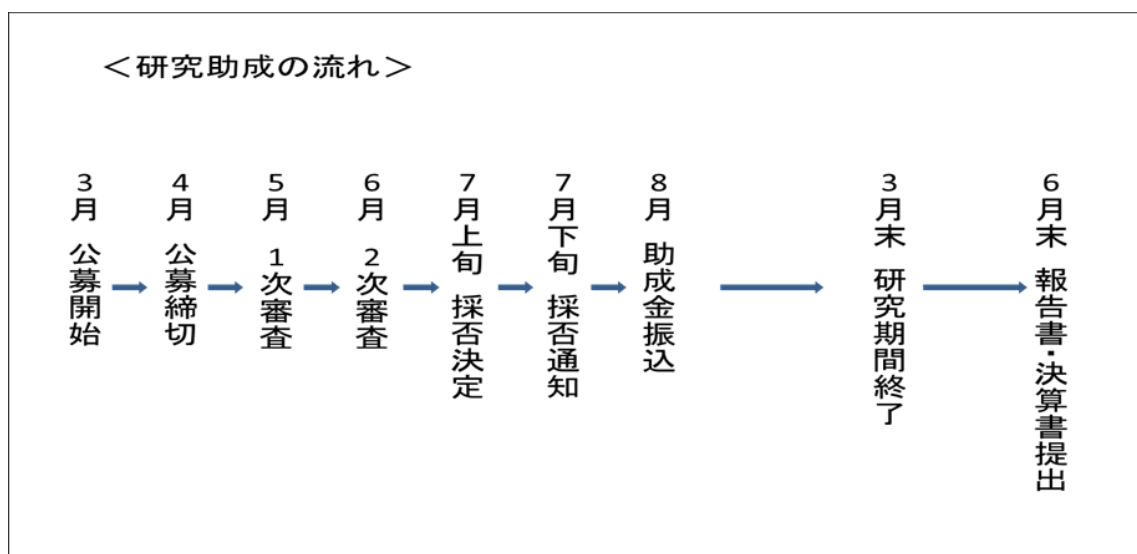 ＜研究助成の流れ＞
3月 公募開始
4月 公募締切
5月 1次審査
6月 2次審査
7月上旬 採否決定
7月下旬 採否通知
8月 助成金振込
3月末 研究期間終了
6月末 報告書・決算書提出